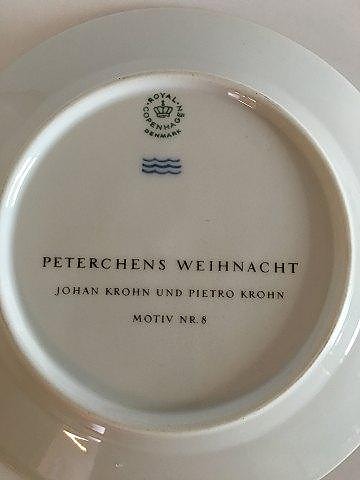 ROYAL
COPENHAGEN
DENMARK
PETERCHENS WEIHNACHT
JOHAN KROHN UND PIETRO KROHN
MOTIV NR. 8